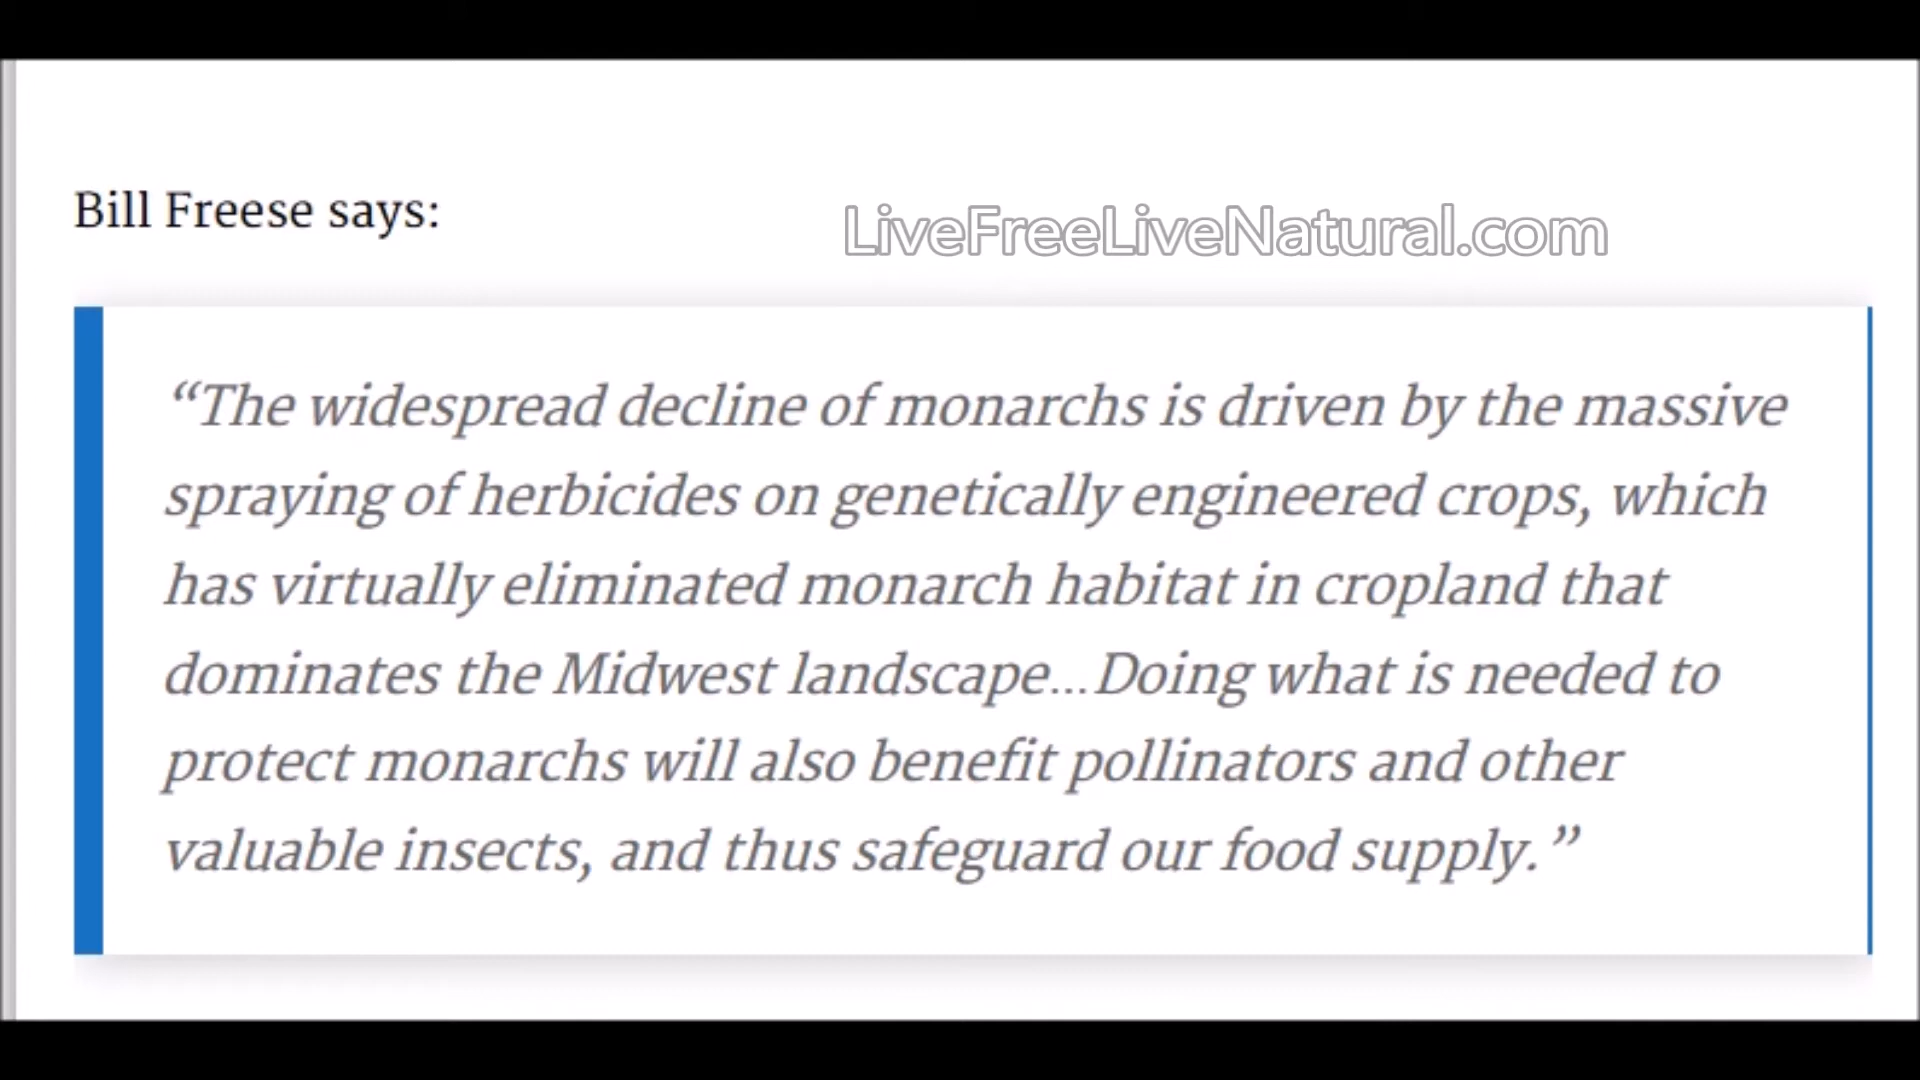 Bill Freese says:
LiveFreeLiveNatural.com
“The widespread decline of monarchs is driven by the massive
spraying of herbicides on genetically engineered crops, which
has virtually eliminated monarch habitat in cropland that
dominates the Midwest landscape…Doing what is needed to
protect monarchs will also benefit pollinators and other
valuable insects, and thus safeguard our food supply.”